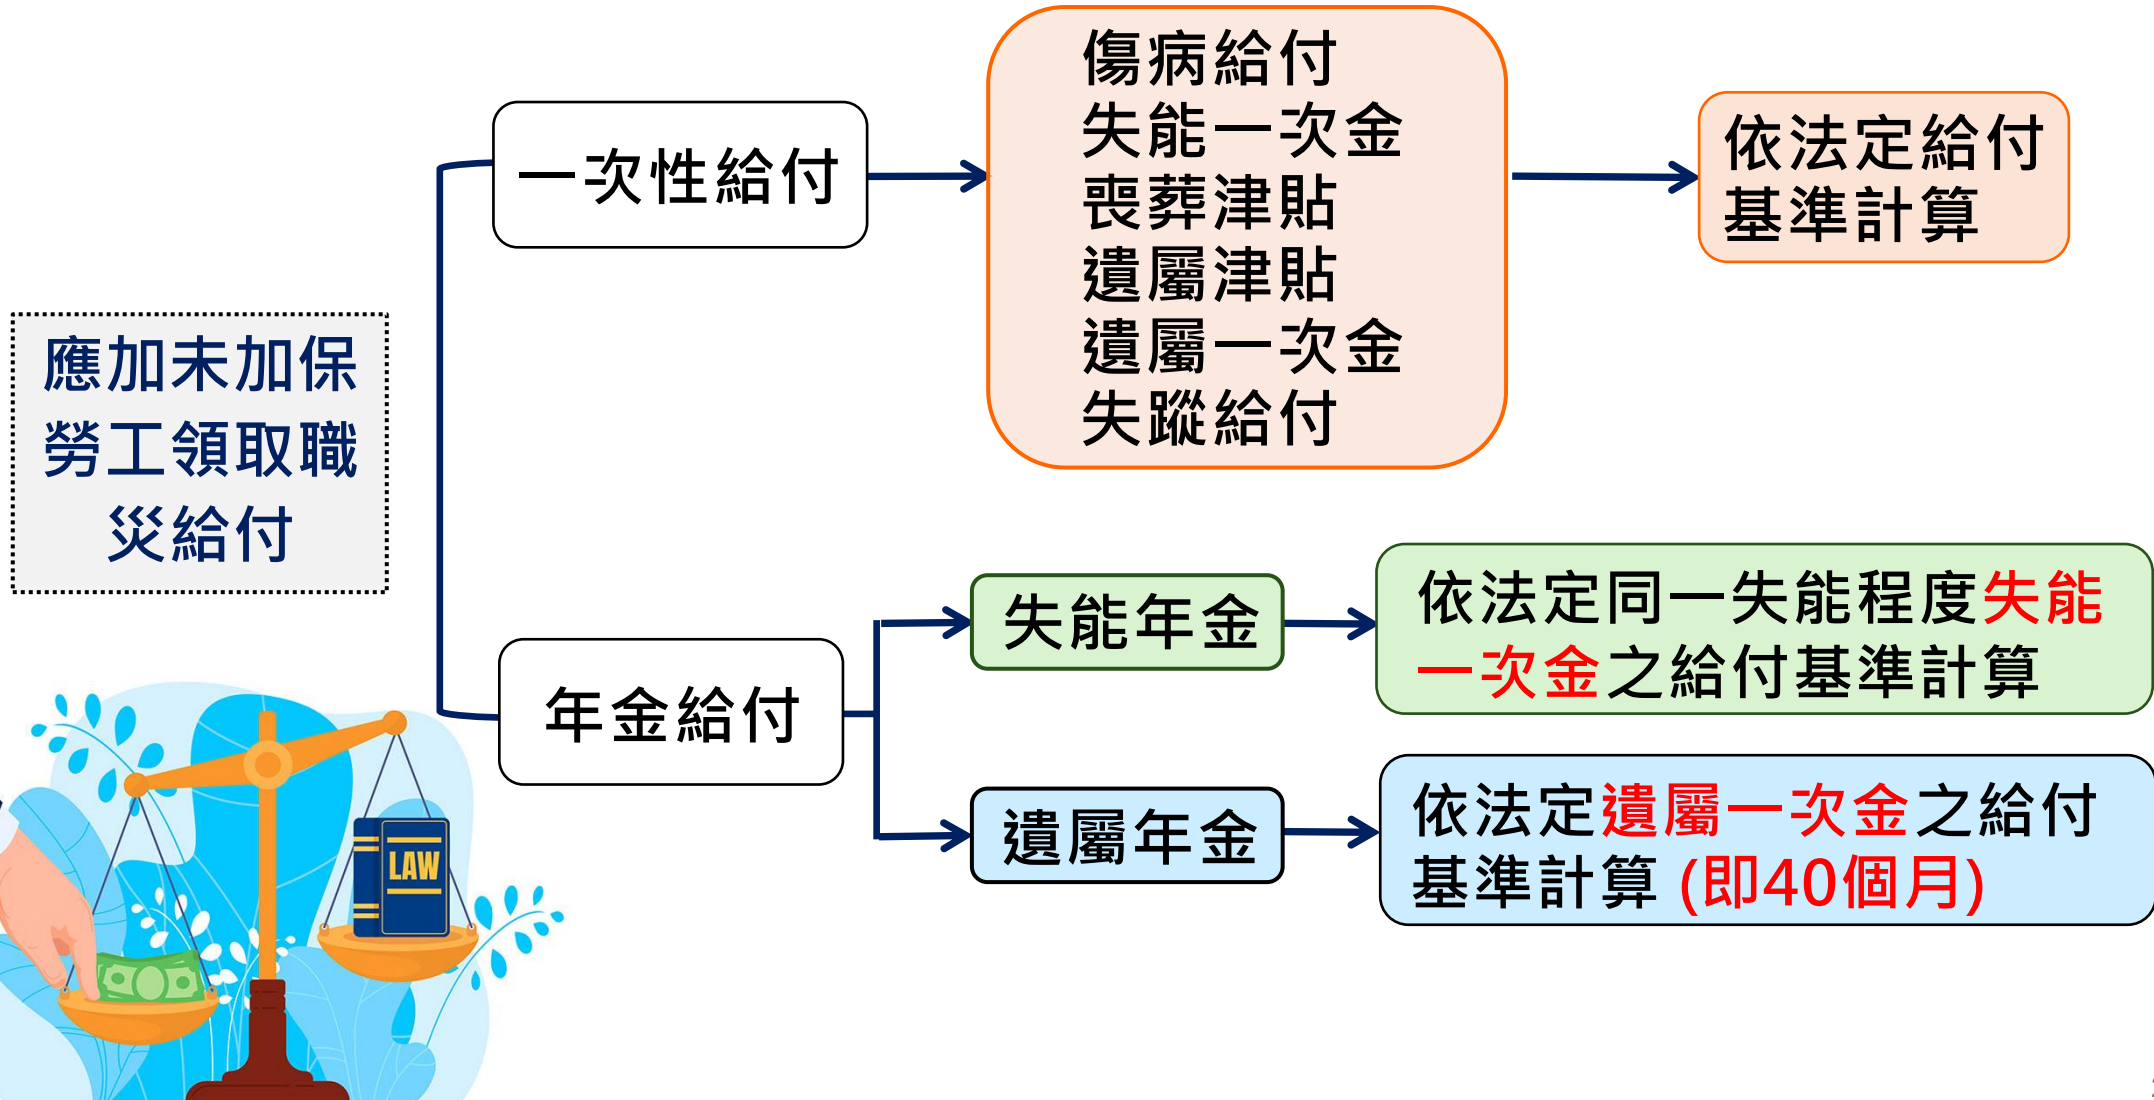 應加未加保
勞工領取職
災給付
一次性給付
傷病給付
失能一次金
喪葬津貼
遺屬津貼
遺屬一次金
失蹤給付
依法定給付
基準計算
年金給付
失能年金
依法定同一失能程度失能
一次金之給付基準計算
遺屬年金
依法定遺屬一次金之給付
基準計算 (即40個月)
LAW